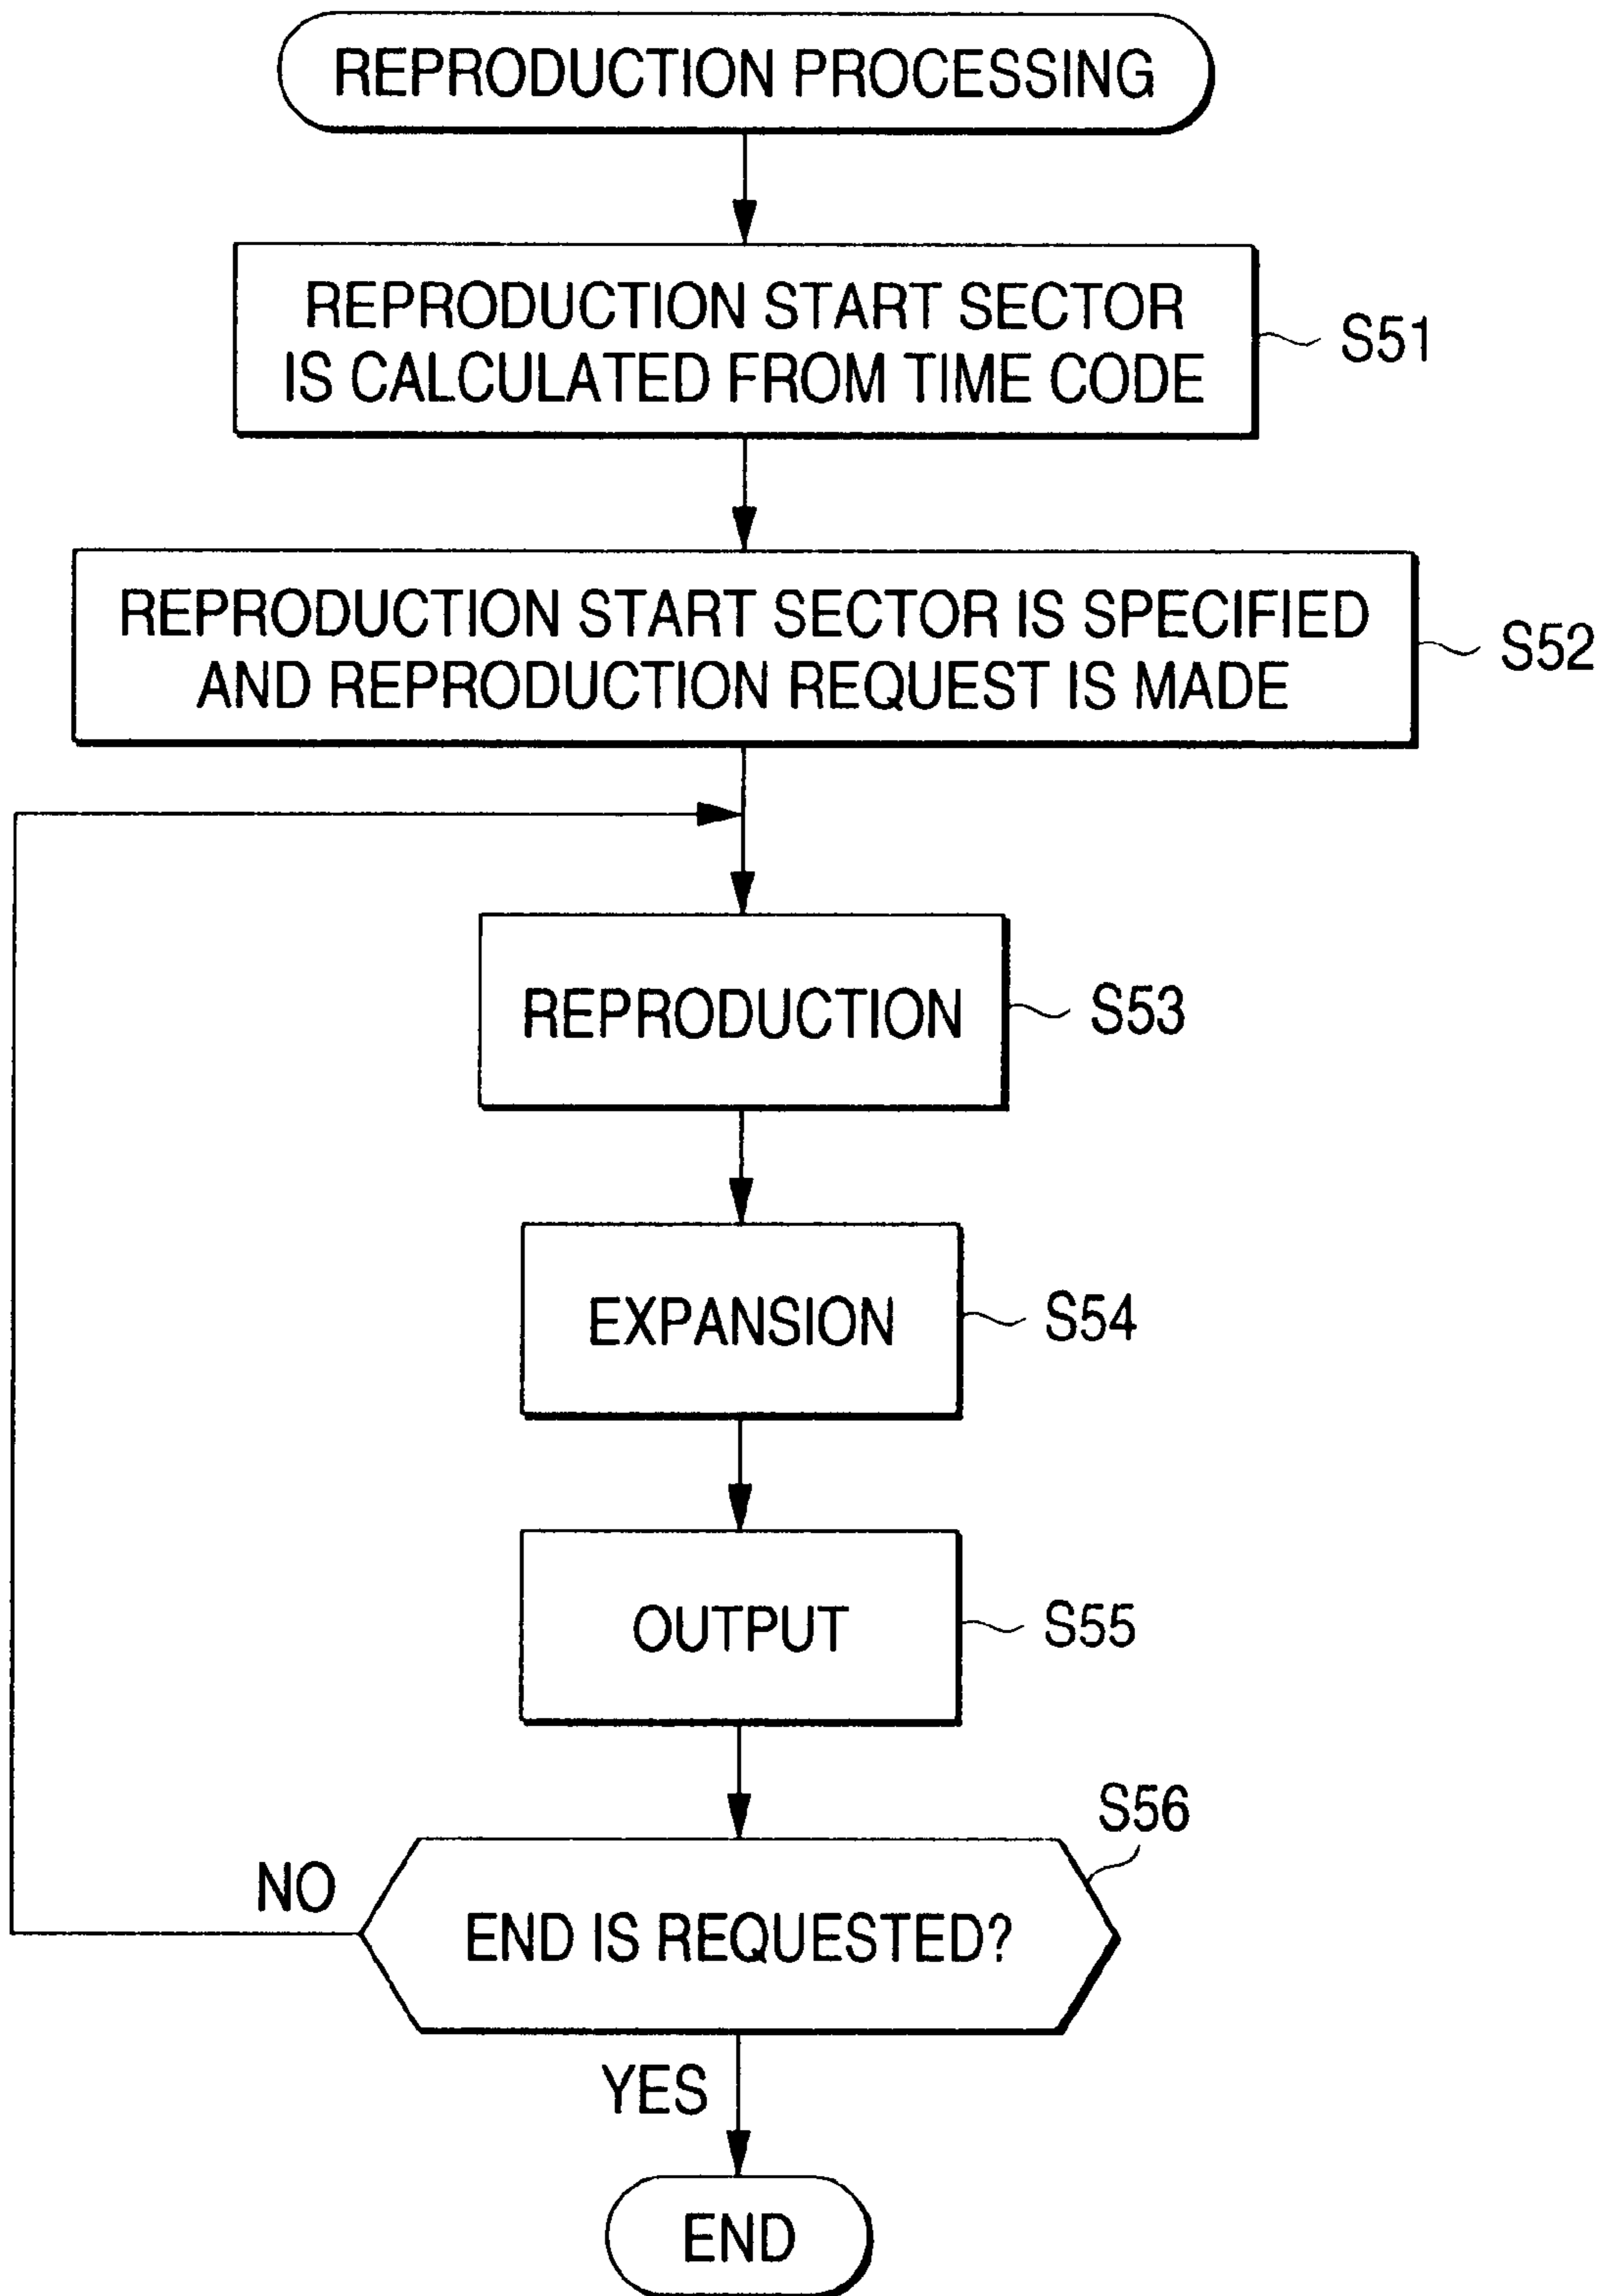 REPRODUCTION PROCESSING
REPRODUCTION START SECTOR
IS CALCULATED FROM TIME CODE
S51
REPRODUCTION START SECTOR IS SPECIFIED
AND REPRODUCTION REQUEST IS MADE
S52
REPRODUCTION
S53
EXPANSION
S54
OUTPUT
S55
S56
NO
END IS REQUESTED?
YES
END